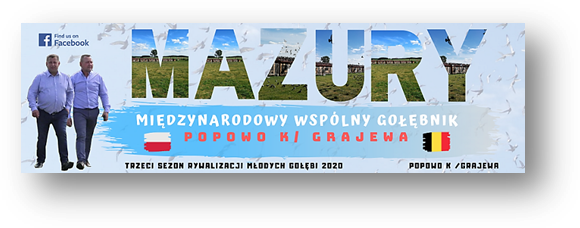 Find us on
Facebook
MAZURY
MIĘDZYNARODOWY WSPÓLNY GOŁĘBNIK
POPOWO K/ GRAJEWA
TRZECI SEZON RYWALIZACJI MŁODYCH GOŁĘBI 2020
POPOWO K /GRAJEWA